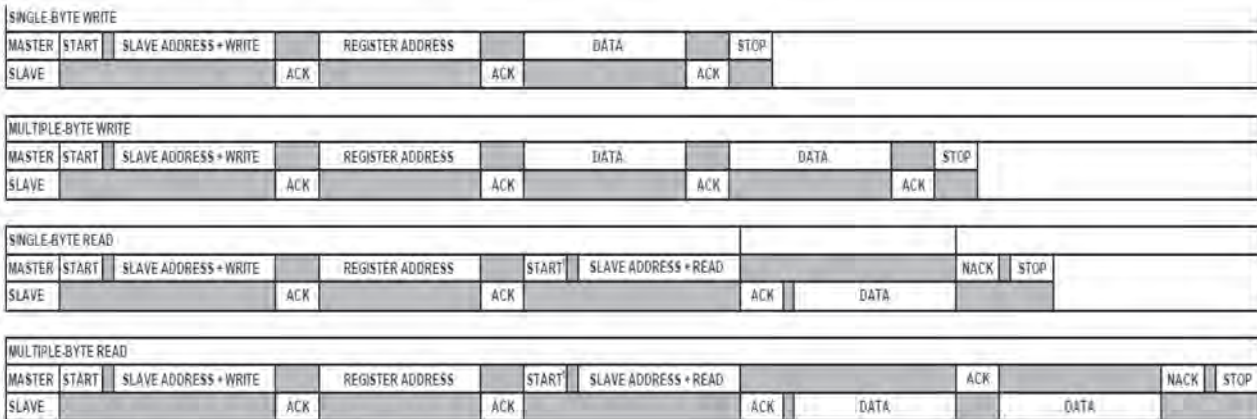 SINGLE-BYTE WRITE
MASTER START SLAVE ADDRESS + WRITE REGISTER ADDRESS DATA STOP
SLAVE ACK ACK ACK
MULTIPLE-BYTE WRITE
MASTER START SLAVE ADDRESS + WRITE REGISTER ADDRESS DATA DATA STOP
SLAVE ACK ACK ACK ACK
SINGLE-BYTE READ
MASTER START SLAVE ADDRESS + WRITE REGISTER ADDRESS START SLAVE ADDRESS + READ NACK STOP
SLAVE ACK ACK ACK DATA
MULTIPLE-BYTE READ
MASTER START SLAVE ADDRESS + WRITE REGISTER ADDRESS START SLAVE ADDRESS + READ ACK NACK STOP
SLAVE ACK ACK ACK DATA DATA